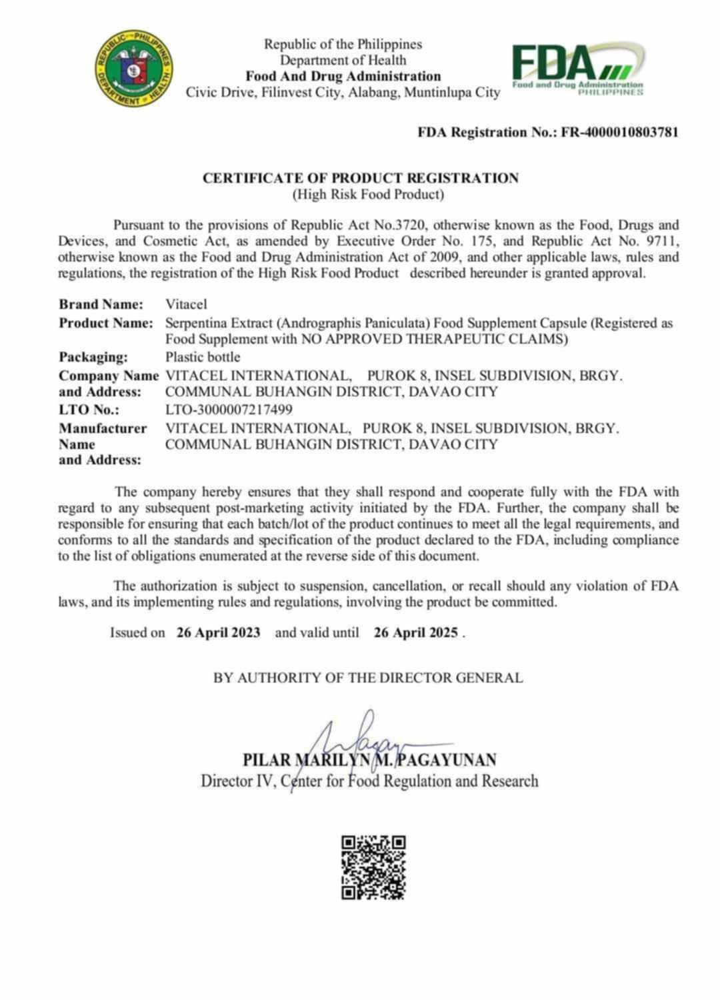 REPUBLIC OF THE PHILIPPINES
DEPARTMENT OF HEALTH
Republic of the Philippines
Department of Health
Food And Drug Administration
Civic Drive, Filinvest City, Alabang, Muntinlupa City
FDA
Food and Drug Administration
PHILIPPINES
FDA Registration No.: FR-4000010803781
CERTIFICATE OF PRODUCT REGISTRATION
(High Risk Food Product)
Pursuant to the provisions of Republic Act No.3720, otherwise known as the Food, Drugs and
Devices, and Cosmetic Act, as amended by Executive Order No. 175, and Republic Act No. 9711,
otherwise known as the Food and Drug Administration Act of 2009, and other applicable laws, rules and
regulations, the registration of the High Risk Food Product described hereunder is granted approval.
Brand Name: Vitacel
Product Name: Serpentina Extract (Andrographis Paniculata) Food Supplement Capsule (Registered as
Food Supplement with NO APPROVED THERAPEUTIC CLAIMS)
Packaging: Plastic bottle
Company Name VITACEL INTERNATIONAL, PUROK 8, INSEL SUBDIVISION, BRGY.
and Address: COMMUNAL BUHANGIN DISTRICT, DAVAO CITY
LTO No.: LTO-3000007217499
Manufacturer VITACEL INTERNATIONAL, PUROK 8, INSEL SUBDIVISION, BRGY.
Name COMMUNAL BUHANGIN DISTRICT, DAVAO CITY
and Address:
The company hereby ensures that they shall respond and cooperate fully with the FDA with
regard to any subsequent post-marketing activity initiated by the FDA. Further, the company shall be
responsible for ensuring that each batch/lot of the product continues to meet all the legal requirements, and
conforms to all the standards and specification of the product declared to the FDA, including compliance
to the list of obligations enumerated at the reverse side of this document.
The authorization is subject to suspension, cancellation, or recall should any violation of FDA
laws, and its implementing rules and regulations, involving the product be committed.
Issued on 26 April 2023 and valid until 26 April 2025 .
BY AUTHORITY OF THE DIRECTOR GENERAL
PILAR MARILYN M. PAGAYUNAN
Director IV, Center for Food Regulation and Research